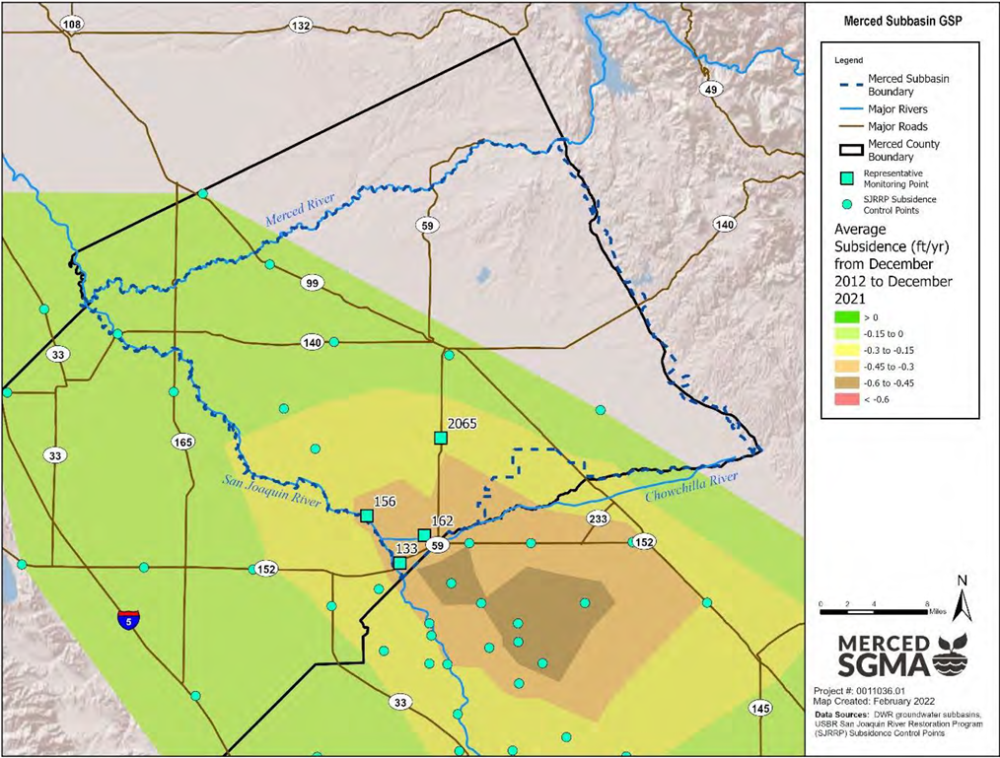 108
132
49
Merced River
59
140
99
140
33
33
165
2065
156
San Joaquin River
162
133
59
Chowchilla River
233
152
152
5
33
145
Merced Subbasin GSP
Legend
Merced Subbasin
Boundary
Major Rivers
Major Roads
Merced County
Boundary
Representative
Monitoring Point
SJRRP Subsidence
Control Points
Average
Subsidence (ft/yr)
from December
2012 to December
2021
> 0
-0.15 to 0
-0.3 to -0.15
-0.45 to -0.3
-0.6 to -0.45
< -0.6
N
0 2 4 8
Miles
MERCED
SGMA
Project #: 0011036.01
Map Created: February 2022
Data Sources: DWR groundwater subbasins,
USBR San Joaquin River Restoration Program
(SJRRP) Subsidence Control Points